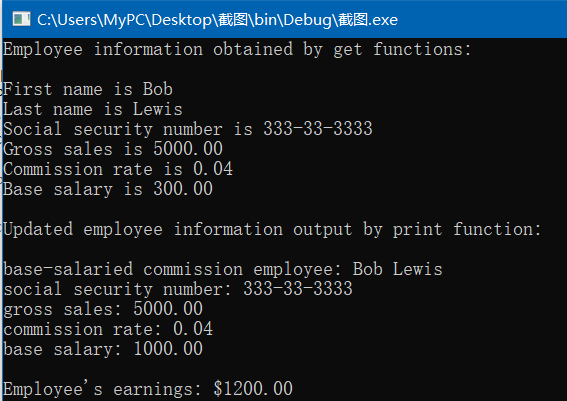 C:\Users\MyPC\Desktop\截图\bin\Debug\截图.exe
Employee information obtained by get functions:
First name is Bob
Last name is Lewis
Social security number is 333-33-3333
Gross sales is 5000.00
Commission rate is 0.04
Base salary is 300.00
Updated employee information output by print function:
base-salaried commission employee: Bob Lewis
social security number: 333-33-3333
gross sales: 5000.00
commission rate: 0.04
base salary: 1000.00
Employee's earnings: $1200.00